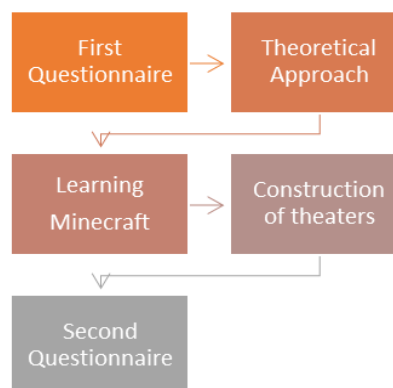 First
Questionnaire
Theoretical
Approach
Learning
Minecraft
Construction
of theaters
Second
Questionnaire